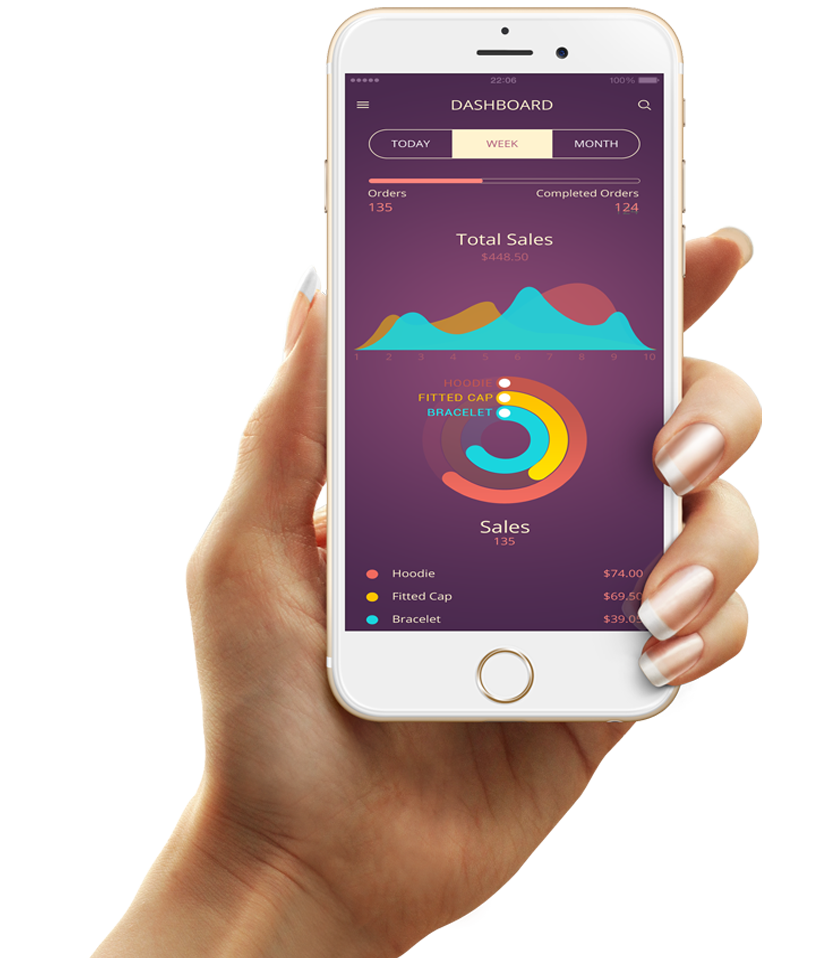 22:06 100%
DASHBOARD
TODAY WEEK MONTH
Orders Completed Orders
135 124
Total Sales
$448.50
1 2 3 4 5 6 7 8 9 10
HOODIE
FITTED CAP
BRACELET
Sales
135
Hoodie $74.00
Fitted Cap $69.50
Bracelet $39.05